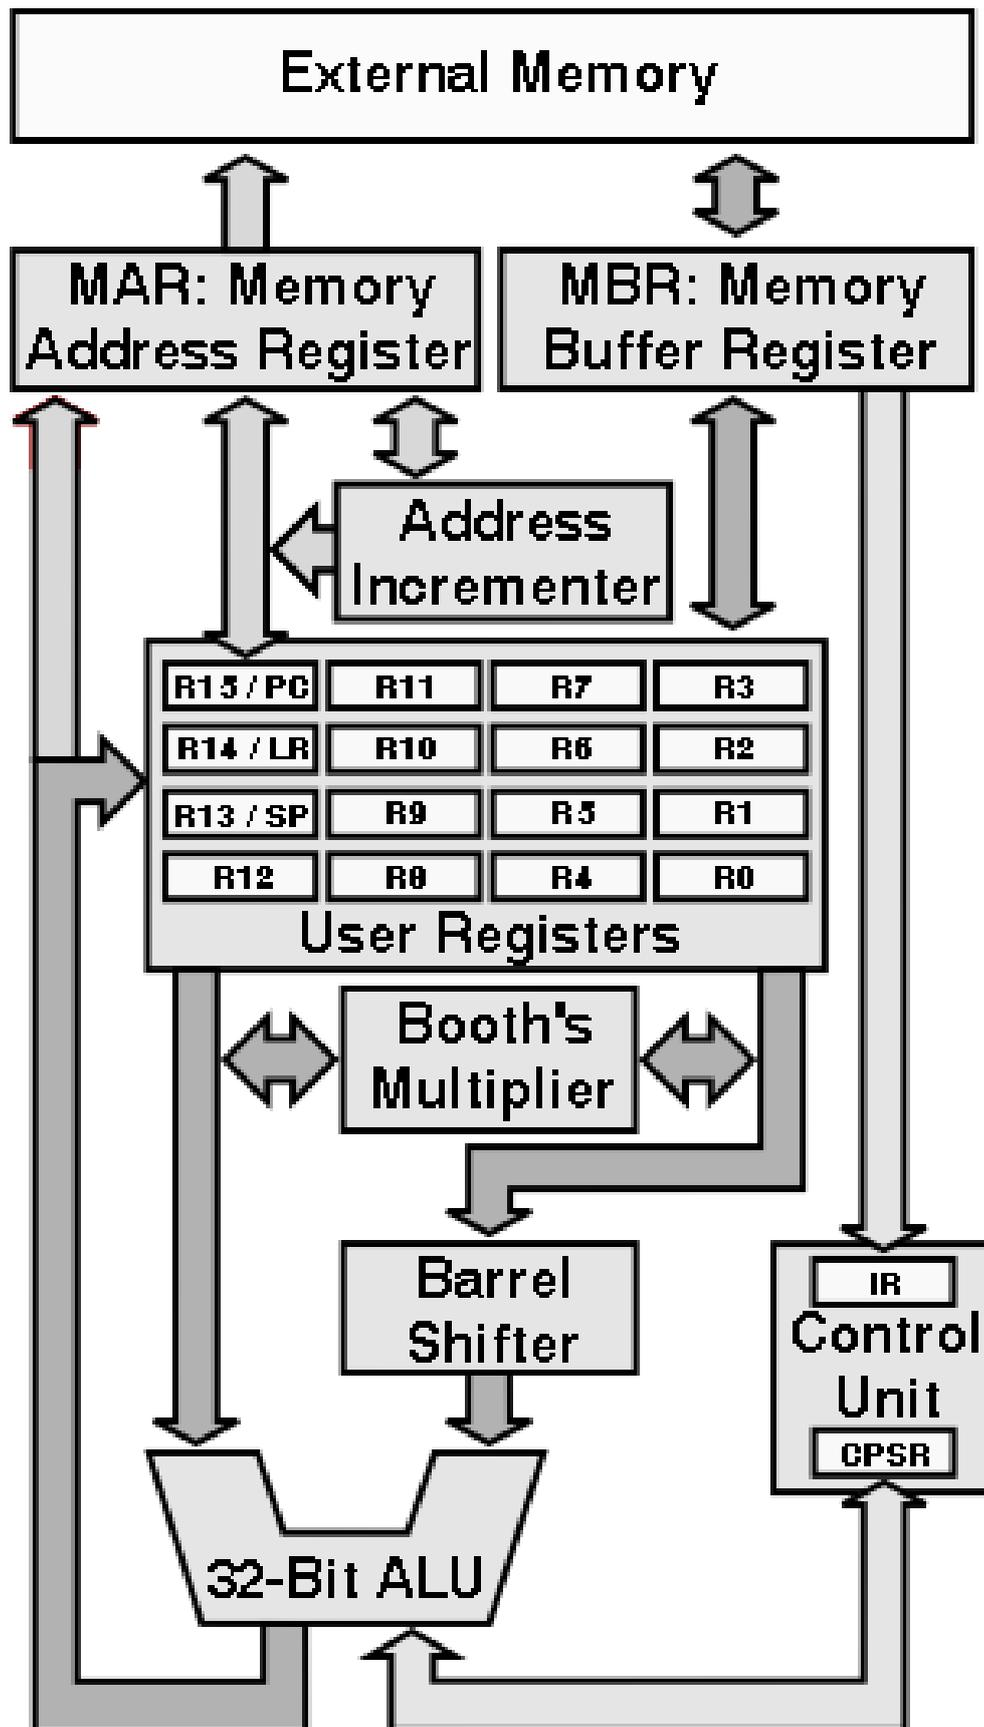 External Memory
MAR: Memory
Address Register
MBR: Memory
Buffer Register
Address
Incrementer
R15 / PC R11 R7 R3
R14 / LR R10 R6 R2
R13 / SP R9 R5 R1
R12 R8 R4 R0
User Registers
Booth's
Multiplier
Barrel
Shifter
IR
Control
Unit
CPSR
32-Bit ALU